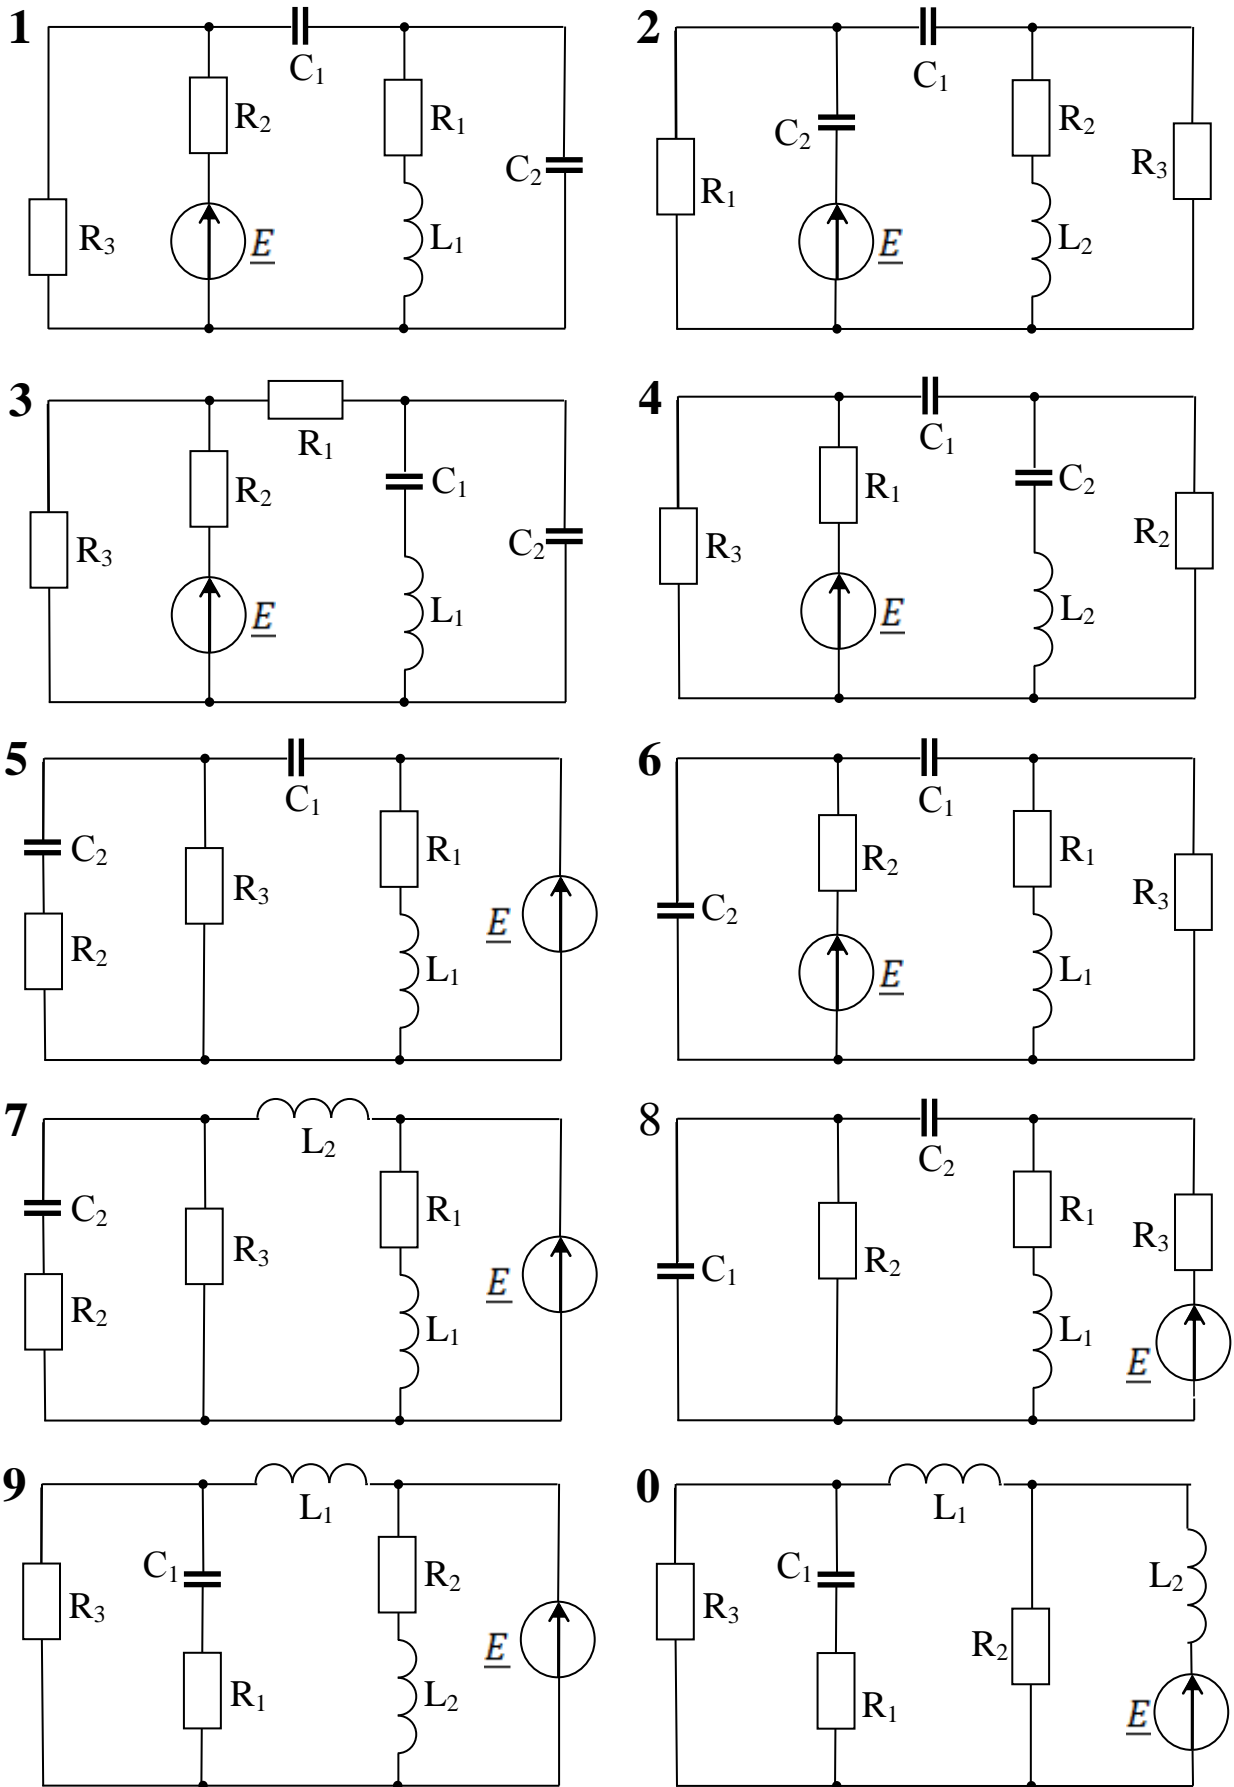 1
C₁
R₂
R₁
C₂
R₃
E
L₁
2
C₁
C₂
R₂
R₃
R₁
E
L₂
3
R₁
R₂
C₁
R₃
C₂
E
L₁
4
C₁
R₁
C₂
R₃
R₂
E
L₂
5
C₁
C₂
R₁
R₃
E
R₂
L₁
6
C₁
R₂
R₁
C₂
R₃
E
L₁
7
L₂
C₂
R₁
R₃
E
R₂
L₁
8
C₂
R₁
R₃
C₁
R₂
L₁
E
9
L₁
C₁
R₂
R₃
E
R₁
L₂
0
L₁
C₁
L₂
R₃
R₂
R₁
E